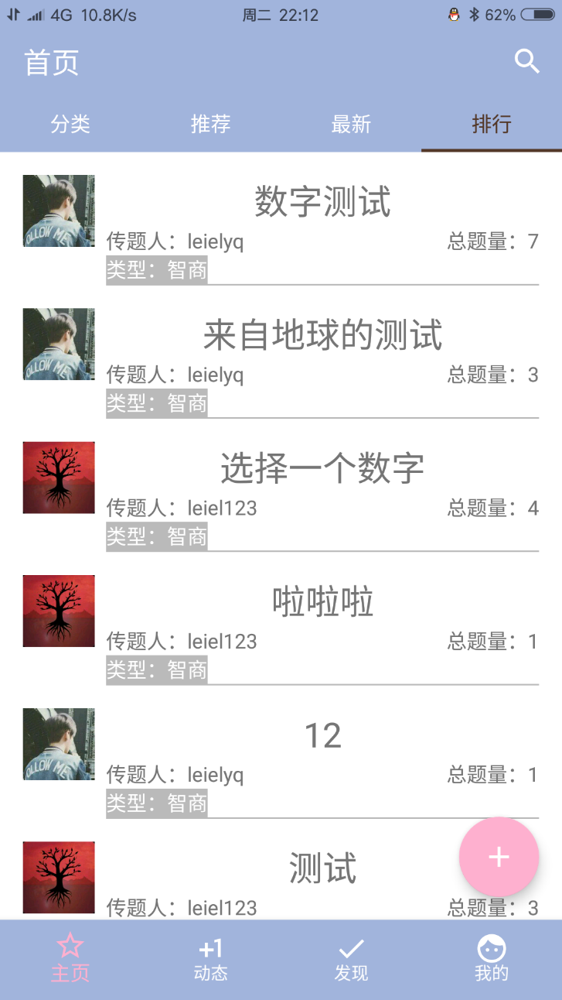 4G 10.8K/s 周二 22:12 62%
首页
分类 推荐 最新 排行
数字测试
传题人：leielyq 总题量：7
类型：智商
来自地球的测试
传题人：leielyq 总题量：3
类型：智商
选择一个数字
传题人：leiel123 总题量：4
类型：智商
啦啦啦
传题人：leiel123 总题量：1
类型：智商
12
传题人：leielyq 总题量：1
类型：智商
+
测试
传题人：leiel123 总题量：3
+1
主页 动态 发现 我的